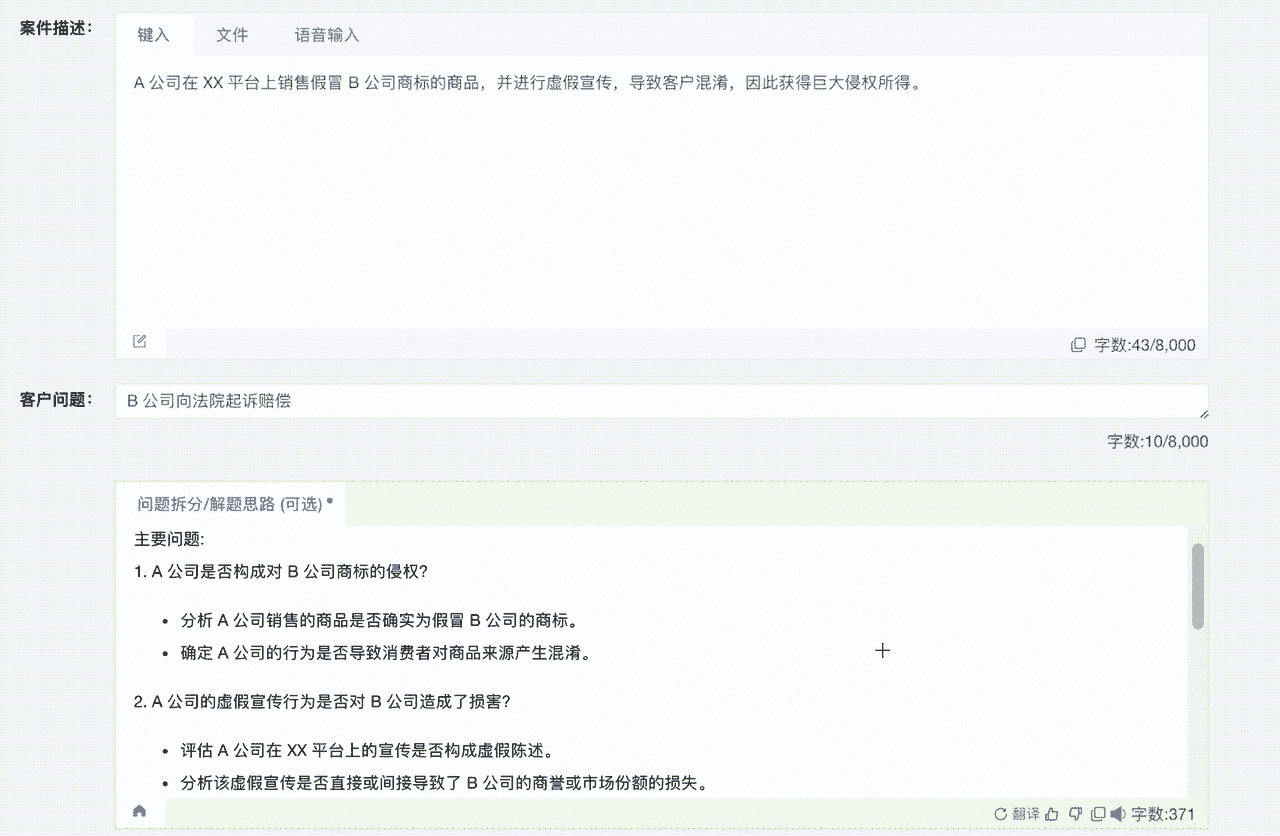 案件描述：
键入 文件 语音输入
A 公司在 XX 平台上销售假冒 B 公司商标的商品，并进行虚假宣传，导致客户混淆，因此获得巨大侵权所得。
字数:43/8,000
客户问题：
B 公司向法院起诉赔偿
字数:10/8,000
问题拆分/解题思路 (可选) *
主要问题:
1. A 公司是否构成对 B 公司商标的侵权?
• 分析 A 公司销售的商品是否确实为假冒 B 公司的商标。
• 确定 A 公司的行为是否导致消费者对商品来源产生混淆。
2. A 公司的虚假宣传行为是否对 B 公司造成了损害?
• 评估 A 公司在 XX 平台上的宣传是否构成虚假陈述。
• 分析该虚假宣传是否直接或间接导致了 B 公司的商誉或市场份额的损失。
翻译 字数:371